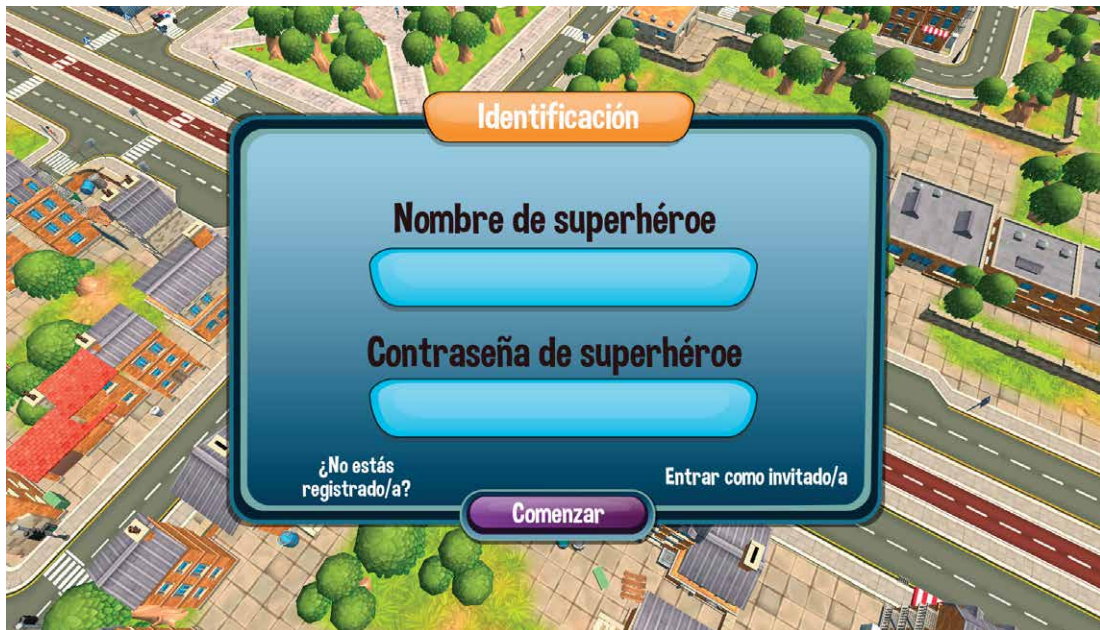 Identificación
Nombre de superhéroe
Contraseña de superhéroe
¿No estás
registrado/a?
Entrar como invitado/a
Comenzar